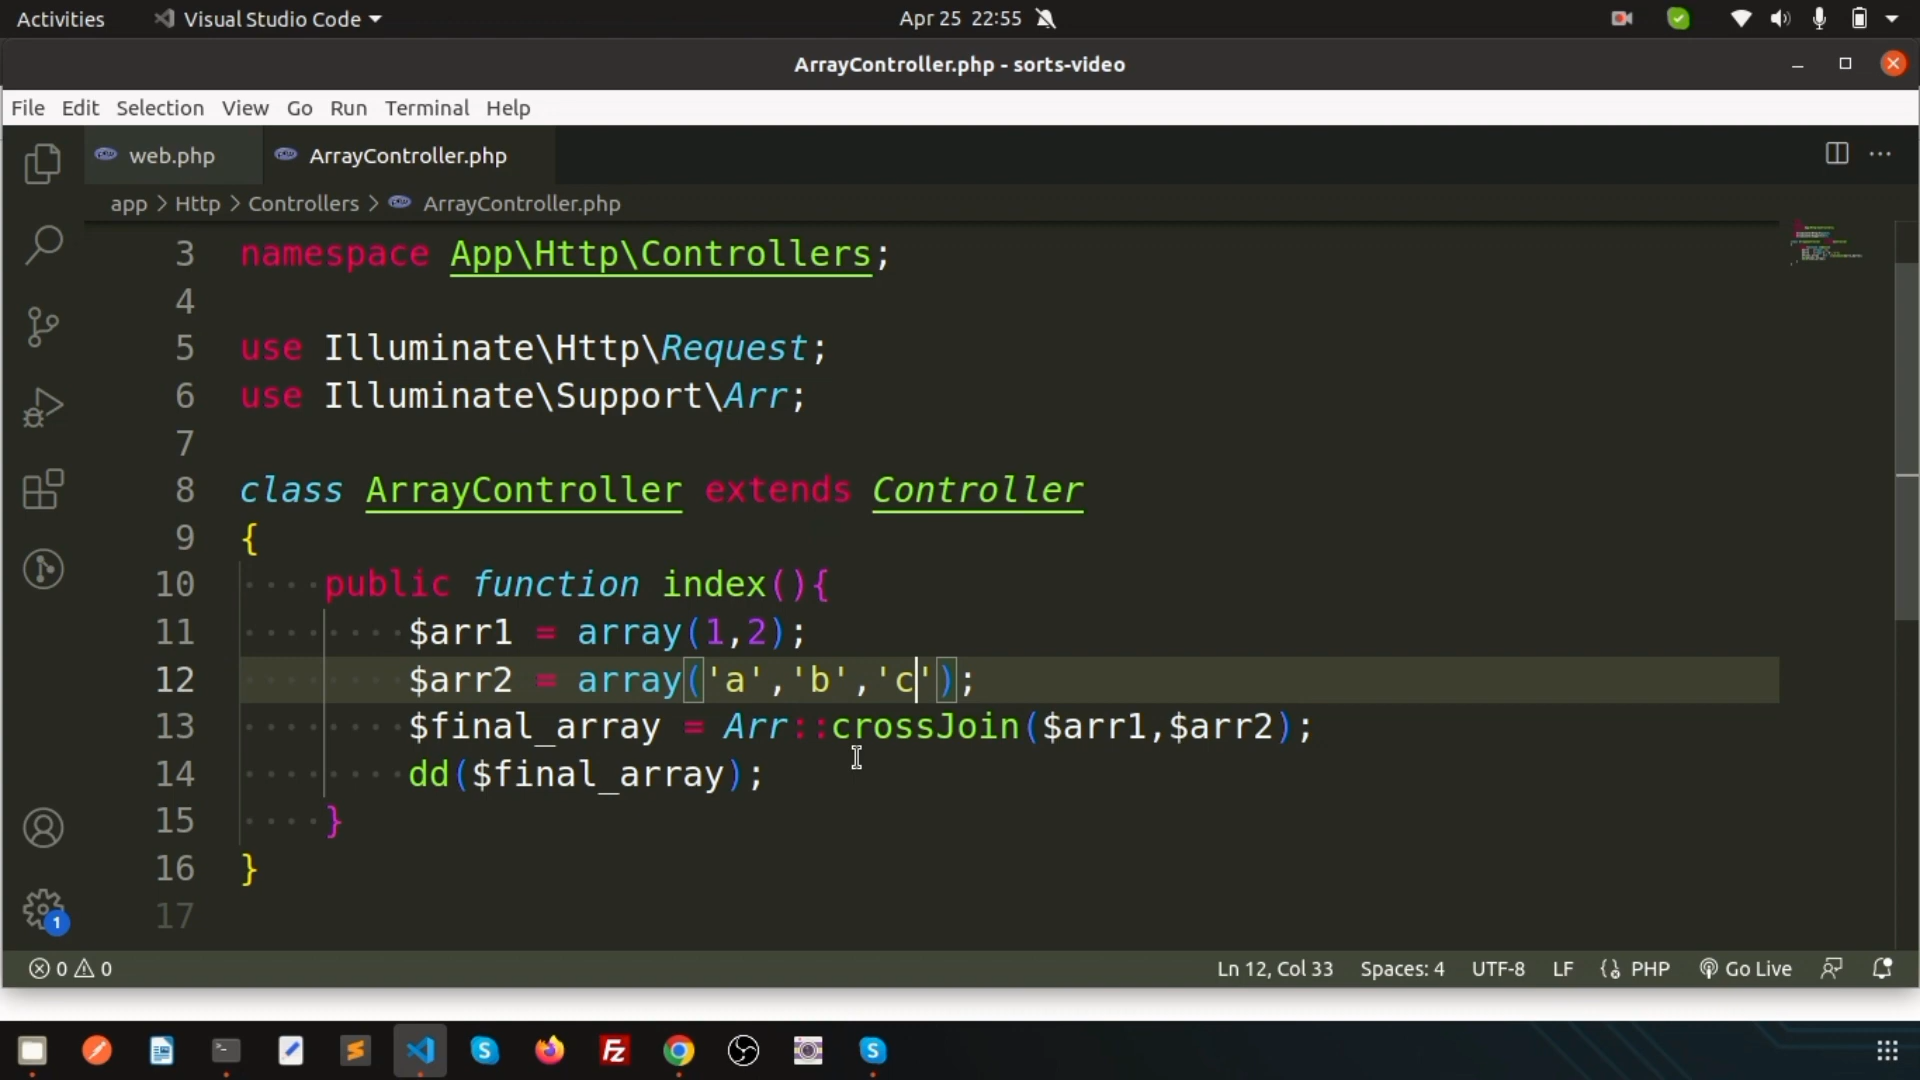 Activities Visual Studio Code Apr 25 22:55
ArrayController.php - sorts-video
File Edit Selection View Go Run Terminal Help
web.php ArrayController.php
app > Http > Controllers > ArrayController.php
3 namespace App\Http\Controllers;
4
5 use Illuminate\Http\Request;
6 use Illuminate\Support\Arr;
7
8 class ArrayController extends Controller
9 {
10 public function index(){
11 $arr1 = array(1,2);
12 $arr2 = array('a','b','c');
13 $final_array = Arr::crossJoin($arr1,$arr2);
14 dd($final_array);
15 }
16 }
17
1
0 0 Ln 12, Col 33 Spaces: 4 UTF-8 LF PHP Go Live